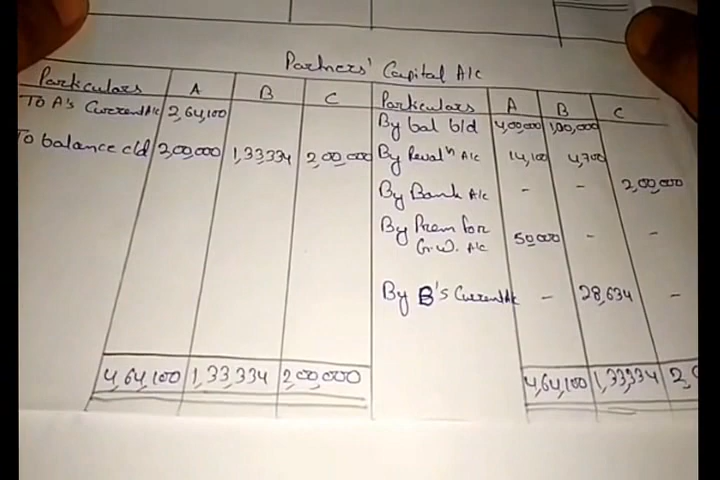 Partners' Capital A/c
Particulars A B C Particulars A B C
To A's Current A/c 2,64,100 By bal b/d 4,00,000 1,00,000
To balance c/d 2,00,000 1,33,334 2,00,000 By Reval'n A/c 14,100 4,700
By Bank A/c - - 2,00,000
By Prem for
G.W. A/c 50,000 - -
By B's Current A/c - 28,634 -
4,64,100 1,33,334 2,00,000 4,64,100 1,33,334